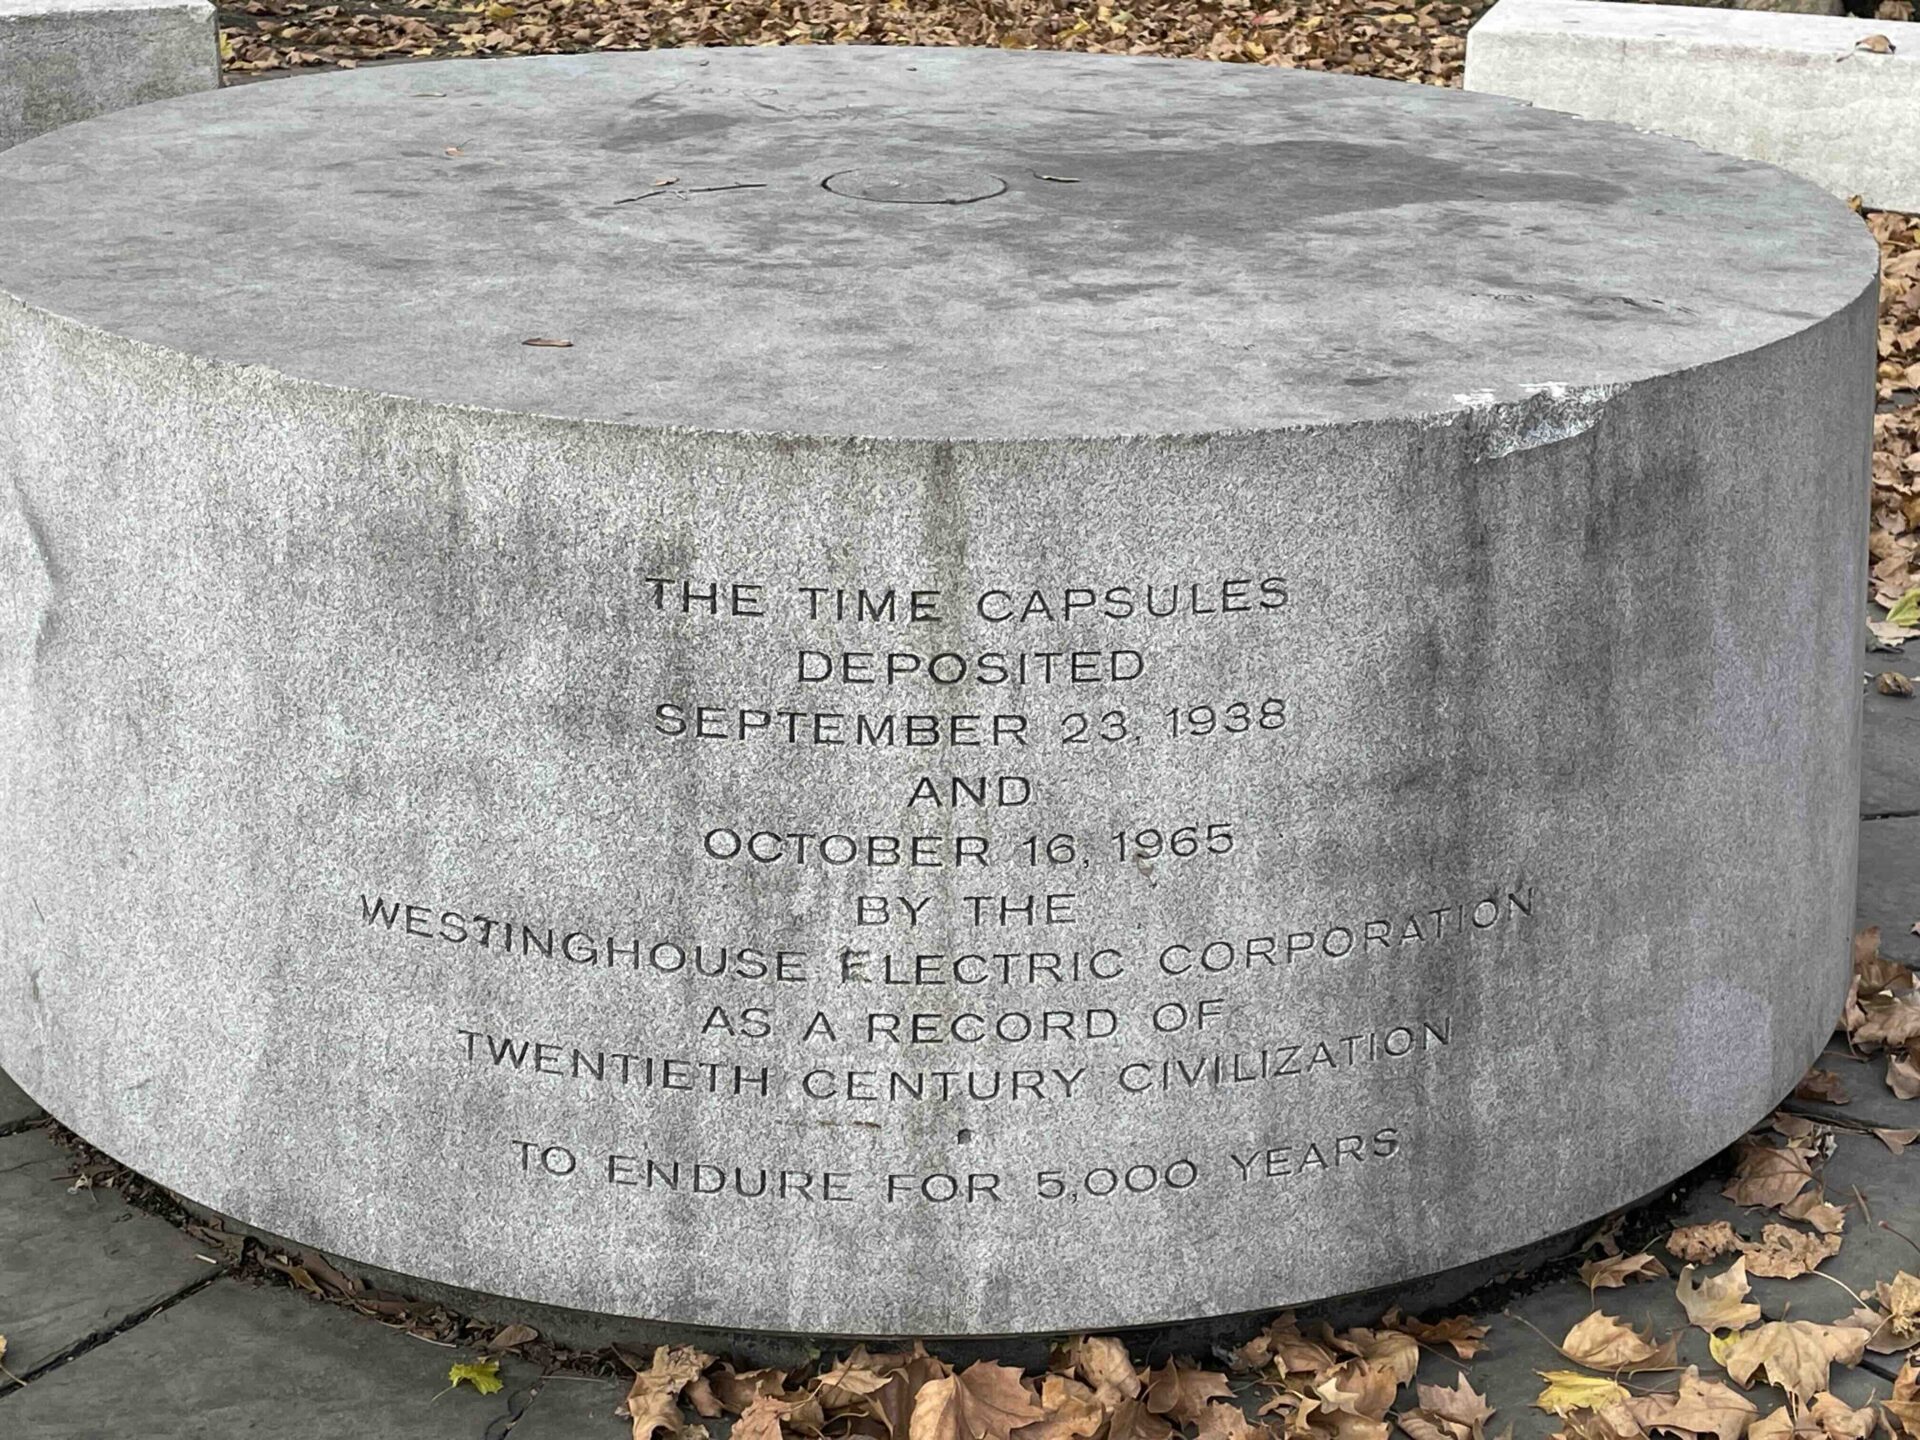 THE TIME CAPSULES
DEPOSITED
SEPTEMBER 23, 1938
AND
OCTOBER 16, 1965
BY THE
WESTINGHOUSE ELECTRIC CORPORATION
AS A RECORD OF
TWENTIETH CENTURY CIVILIZATION
TO ENDURE FOR 5,000 YEARS